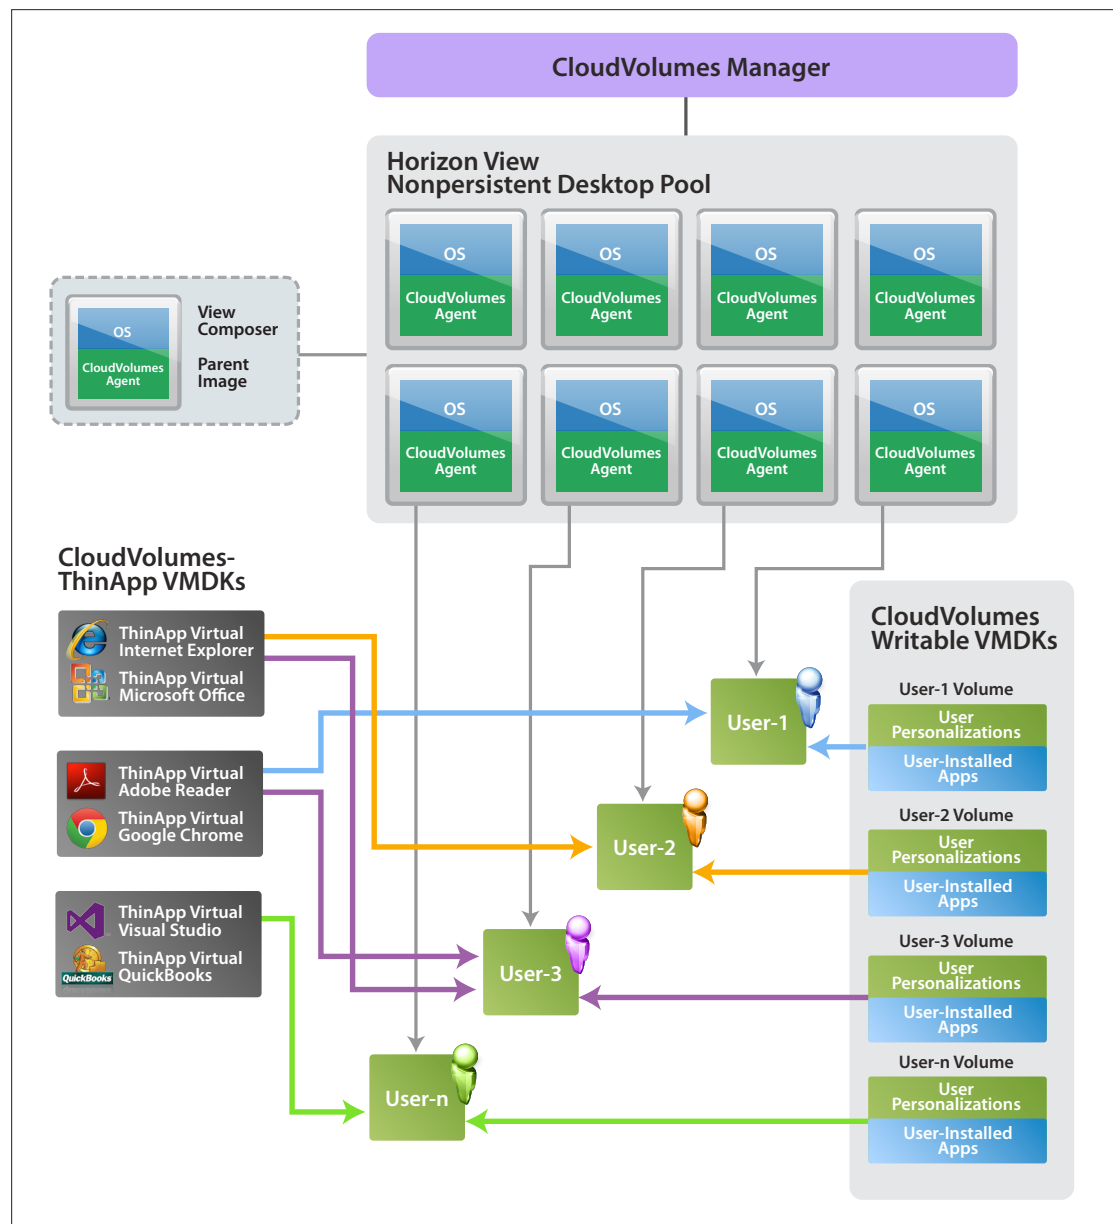 CloudVolumes Manager
Horizon View
Nonpersistent Desktop Pool
OS
CloudVolumes
Agent
OS
CloudVolumes
Agent
OS
CloudVolumes
Agent
OS
CloudVolumes
Agent
OS
CloudVolumes
Agent
View
Composer
Parent
Image
OS
CloudVolumes
Agent
OS
CloudVolumes
Agent
OS
CloudVolumes
Agent
OS
CloudVolumes
Agent
CloudVolumes-
ThinApp VMDKs
ThinApp Virtual
Internet Explorer
ThinApp Virtual
Microsoft Office
ThinApp Virtual
Adobe Reader
ThinApp Virtual
Google Chrome
ThinApp Virtual
Visual Studio
QuickBooks
ThinApp Virtual
QuickBooks
User-1
User-2
User-3
User-n
CloudVolumes
Writable VMDKs
User-1 Volume
User
Personalizations
User-Installed
Apps
User-2 Volume
User
Personalizations
User-Installed
Apps
User-3 Volume
User
Personalizations
User-Installed
Apps
User-n Volume
User
Personalizations
User-Installed
Apps